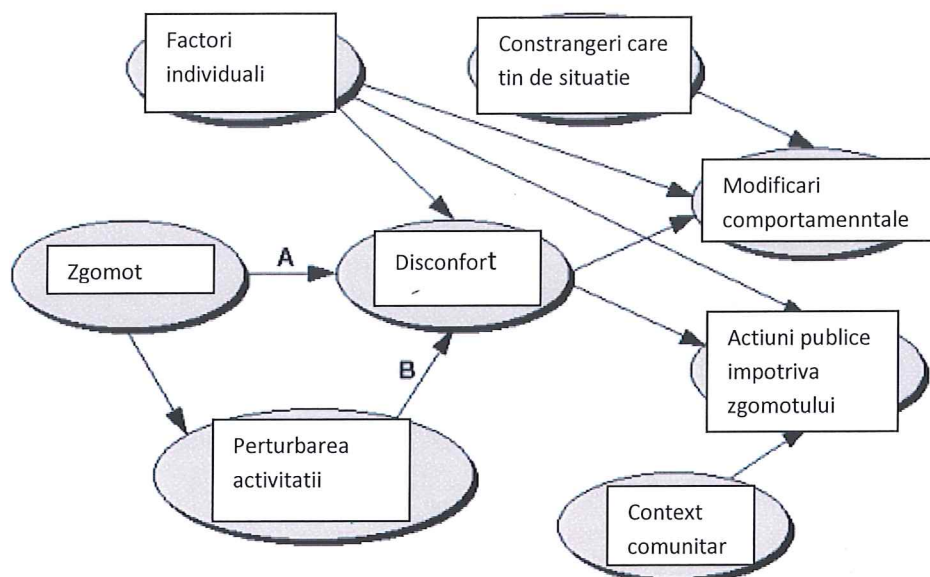 Factori
individuali
Constrangeri care
tin de situatie
Modificari
comportamenntale
Zgomot
A
Disconfort
B
Actiuni publice
impotriva
zgomotului
Perturbarea
activitatii
Context
comunitar